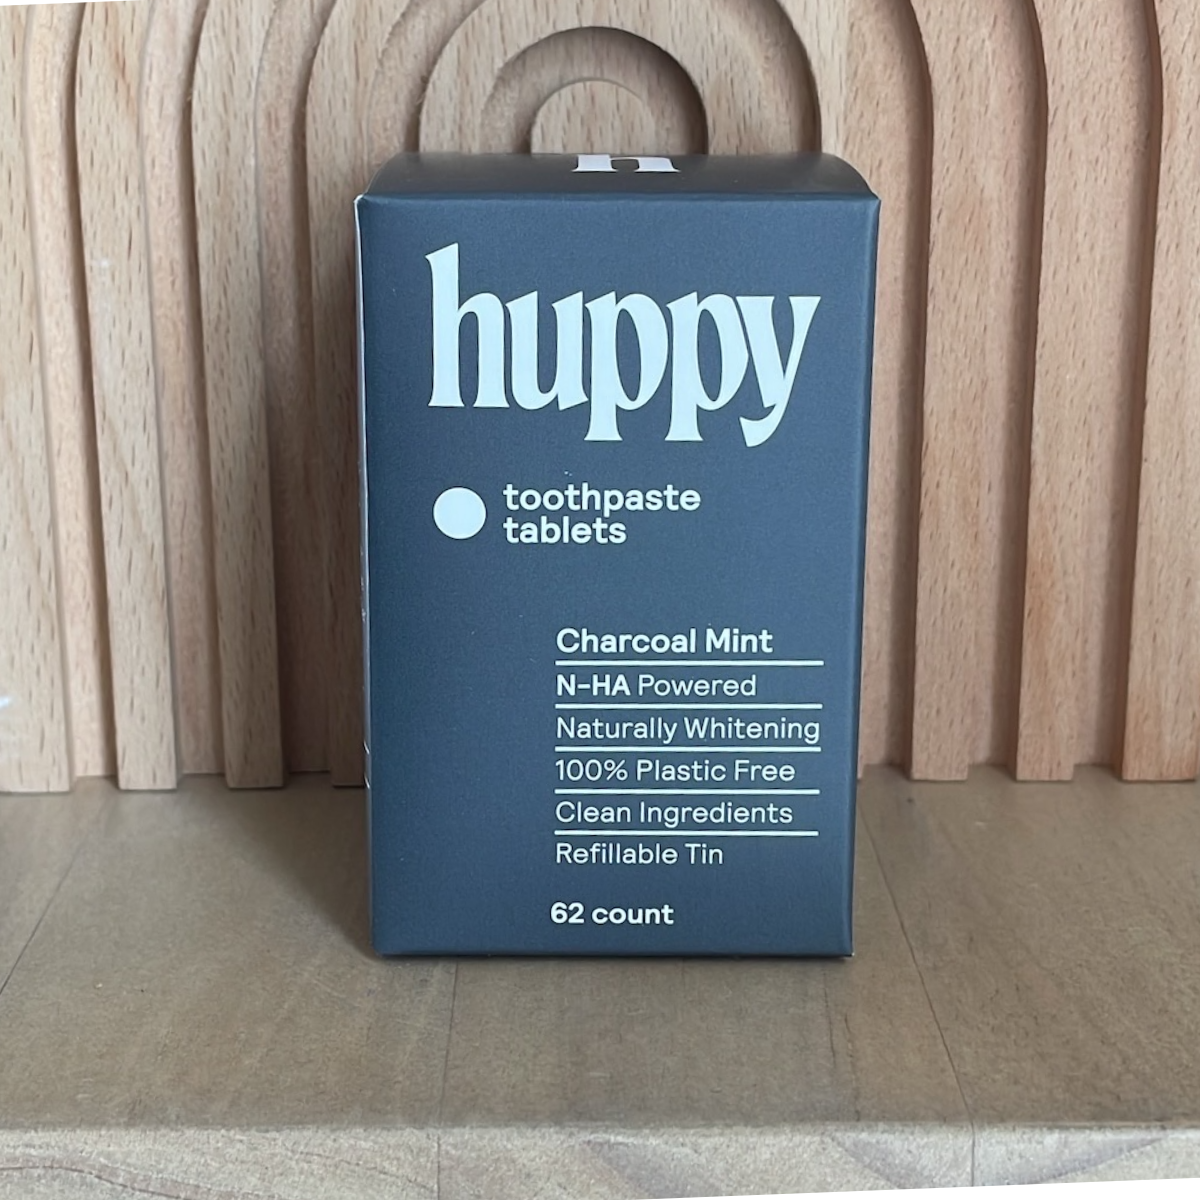 h
huppy
toothpaste
tablets
Charcoal Mint
N-HA Powered
Naturally Whitening
100% Plastic Free
Clean Ingredients
Refillable Tin
62 count